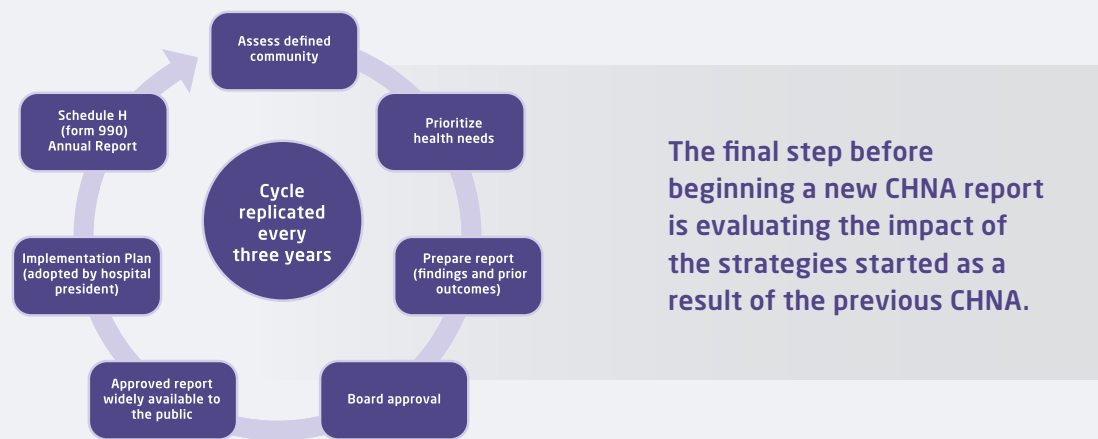 Assess defined
community
Prioritize
health needs
Prepare report
(findings and prior
outcomes)
Board approval
Approved report
widely available to
the public
Implementation Plan
(adopted by hospital
president)
Schedule H
(form 990)
Annual Report
Cycle
replicated
every
three years
The final step before
beginning a new CHNA report
is evaluating the impact of
the strategies started as a
result of the previous CHNA.